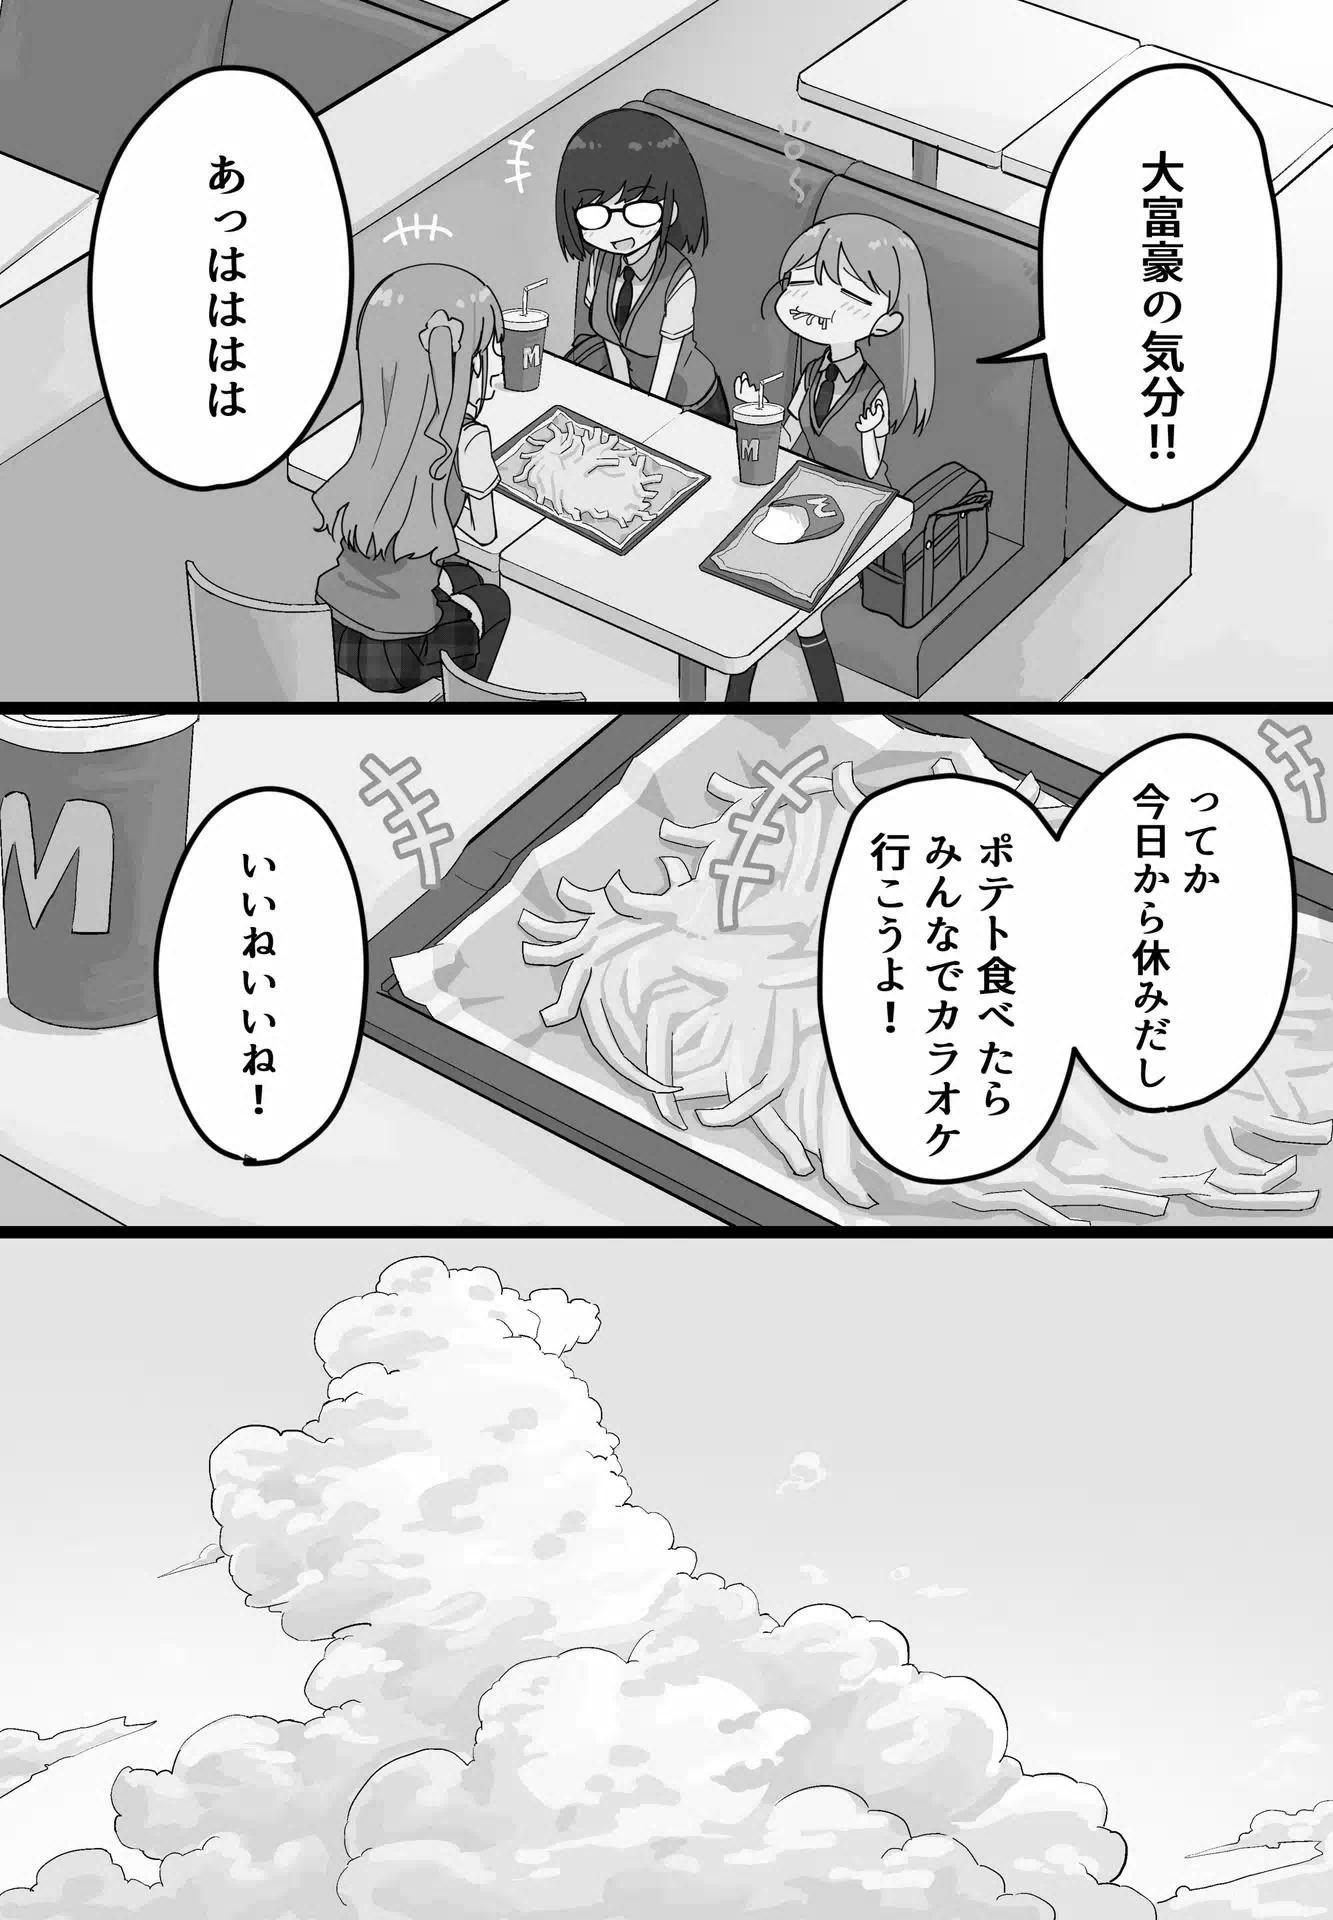 大富豪の気分!!
あっはははは
M
M
ってか
今日から休みだし
ポテト食べたら
みんなでカラオケ
行こうよ！
いいねいいね！
M